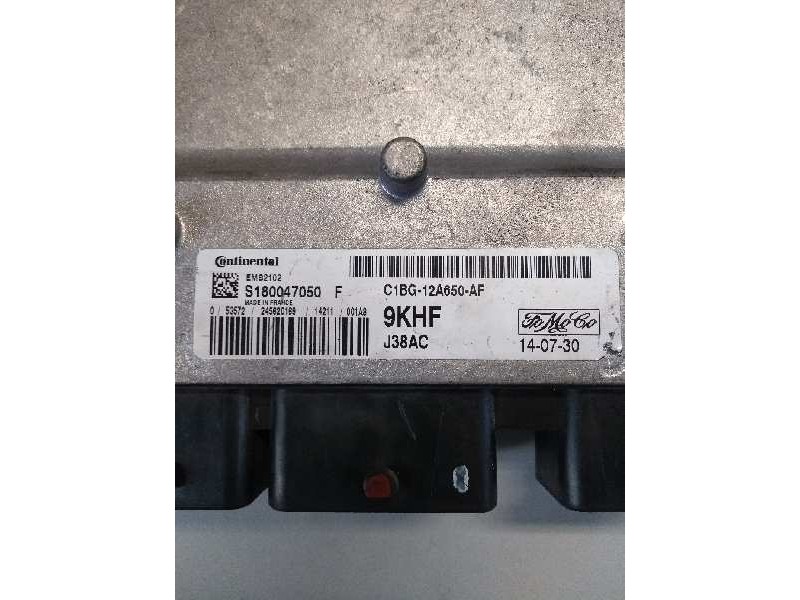 Continental
EMS2102
S180047050 F
MADE IN FRANCE
0 / 53572 / 24562C169 / 14211 / 001A8
C1BG-12A650-AF
9KHF
J38AC
FoMoCo
14-07-30